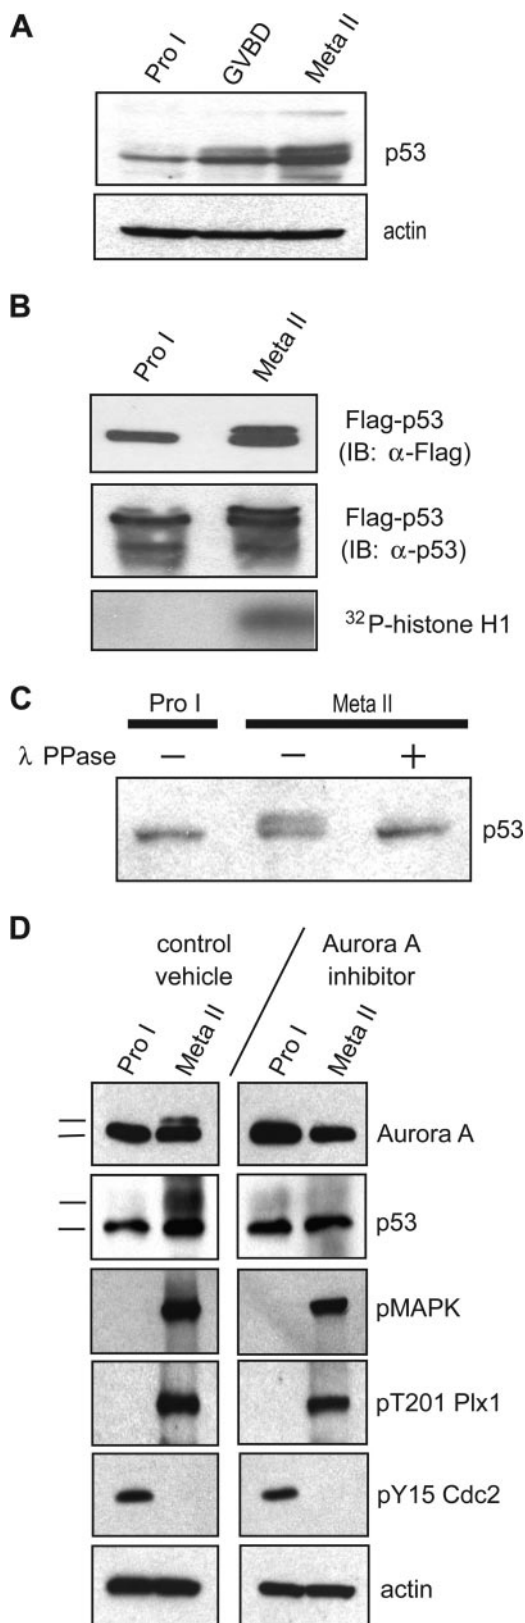 A
Pro I GVBD Meta II
p53
actin
B
Pro I Meta II
Flag-p53
(IB: α-Flag)
Flag-p53
(IB: α-p53)
32P-histone H1
C
Pro I Meta II
λ PPase − − +
p53
D
control Aurora A
vehicle inhibitor
Pro I Meta II Pro I Meta II
Aurora A
p53
pMAPK
pT201 Plx1
pY15 Cdc2
actin